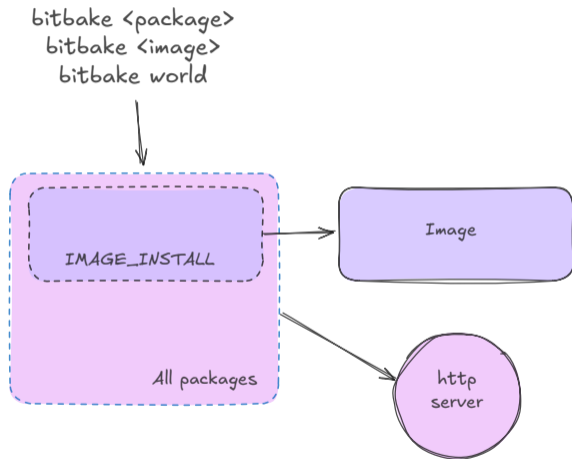 bitbake <package>
bitbake <image>
bitbake world
IMAGE_INSTALL
Image
All packages
http
server